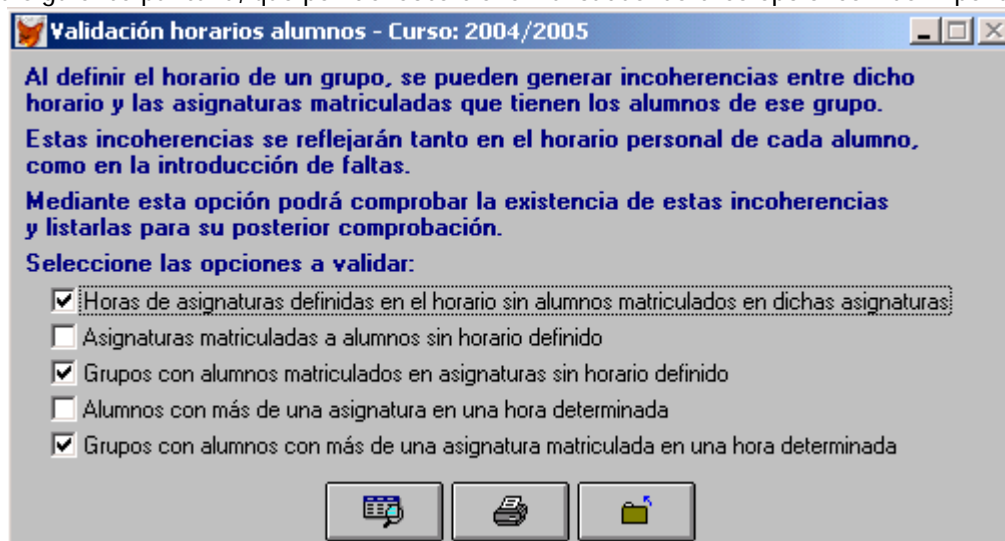 Validación horarios alumnos - Curso: 2004/2005
Al definir el horario de un grupo, se pueden generar incoherencias entre dicho
horario y las asignaturas matriculadas que tienen los alumnos de ese grupo.
Estas incoherencias se reflejarán tanto en el horario personal de cada alumno,
como en la introducción de faltas.
Mediante esta opción podrá comprobar la existencia de estas incoherencias
y listarlas para su posterior comprobación.
Seleccione las opciones a validar:
Horas de asignaturas definidas en el horario sin alumnos matriculados en dichas asignaturas
Asignaturas matriculadas a alumnos sin horario definido
Grupos con alumnos matriculados en asignaturas sin horario definido
Alumnos con más de una asignatura en una hora determinada
Grupos con alumnos con más de una asignatura matriculada en una hora determinada